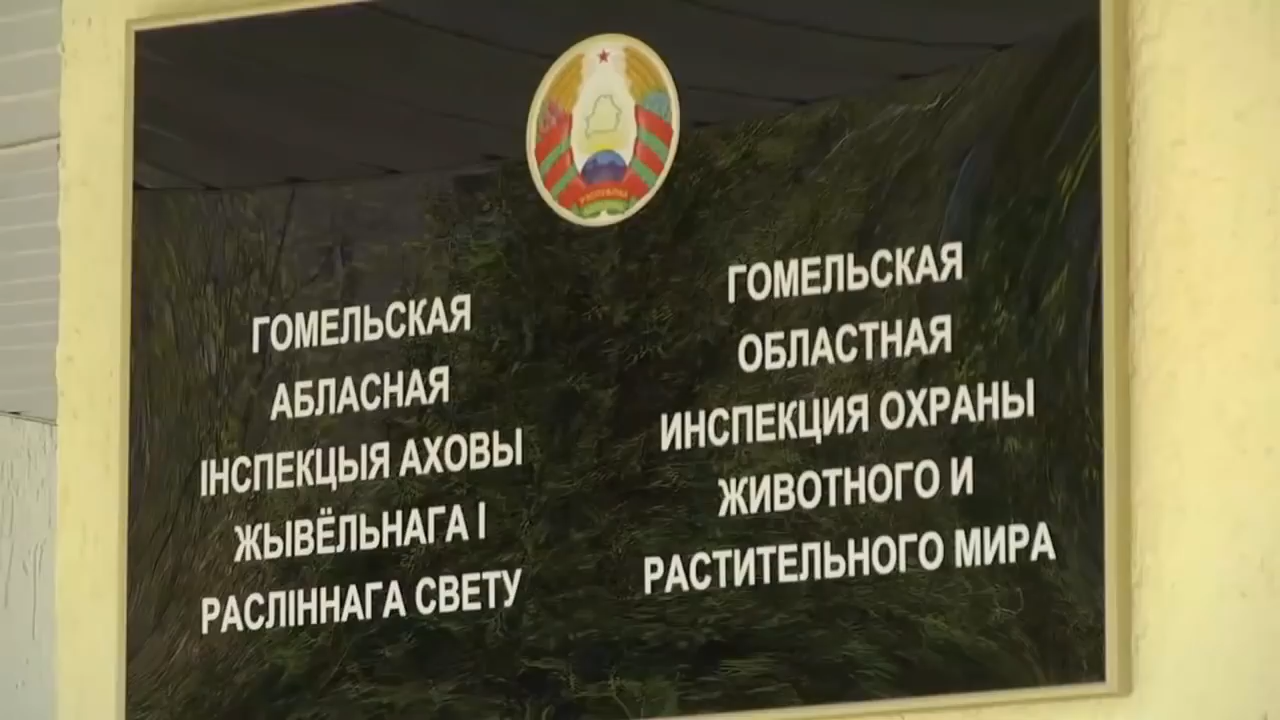 ГОМЕЛЬСКАЯ
АБЛАСНАЯ
ІНСПЕКЦЫЯ АХОВЫ
ЖЫВЁЛЬНАГА І
РАСЛІННАГА СВЕТУ
ГОМЕЛЬСКАЯ
ОБЛАСТНАЯ
ИНСПЕКЦИЯ ОХРАНЫ
ЖИВОТНОГО И
РАСТИТЕЛЬНОГО МИРА